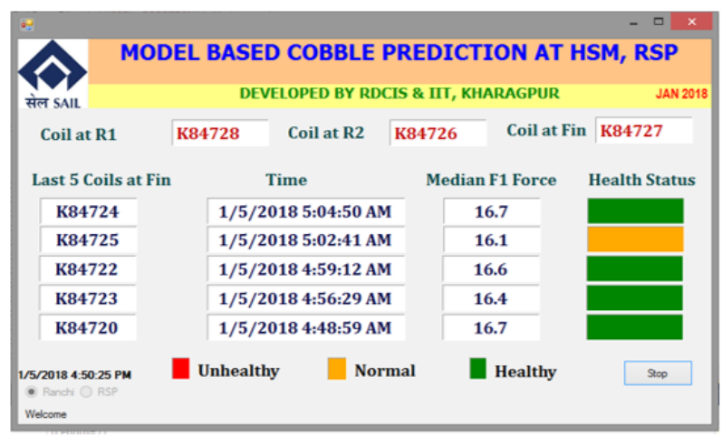 MODEL BASED COBBLE PREDICTION AT HSM, RSP
सेल SAIL
DEVELOPED BY RDCIS & IIT, KHARAGPUR JAN 2018
Coil at R1 K84728 Coil at R2 K84726 Coil at Fin K84727
Last 5 Coils at Fin Time Median F1 Force Health Status
K84724 1/5/2018 5:04:50 AM 16.7
K84725 1/5/2018 5:02:41 AM 16.1
K84722 1/5/2018 4:59:12 AM 16.6
K84723 1/5/2018 4:56:29 AM 16.4
K84720 1/5/2018 4:48:59 AM 16.7
Unhealthy Normal Healthy Stop
1/5/2018 4:50:25 PM
Ranchi RSP
Welcome